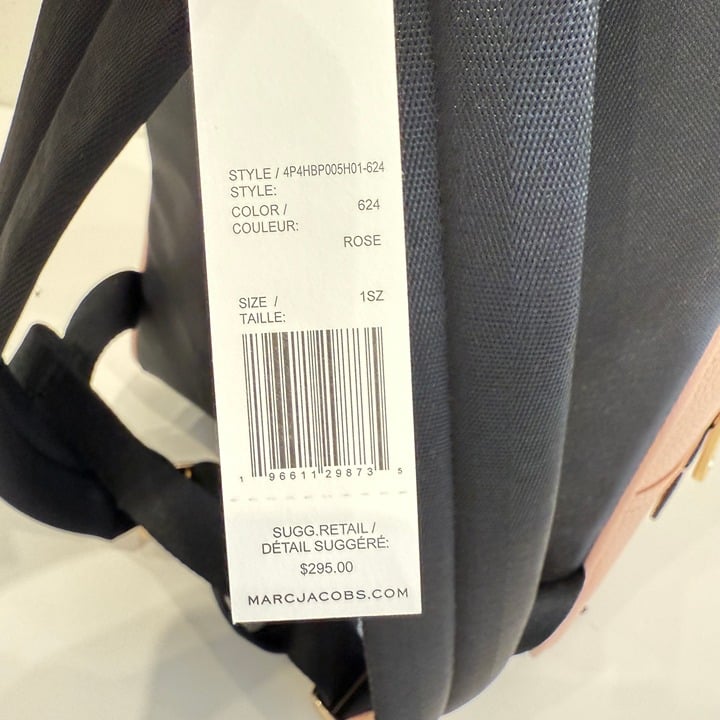 STYLE / 4P4HBP005H01-624
STYLE:
COLOR / 624
COULEUR:
ROSE
SIZE / 1SZ
TAILLE:
1 96611 29873 5
SUGG.RETAIL /
DÉTAIL SUGGÉRÉ:
$295.00
MARCJACOBS.COM